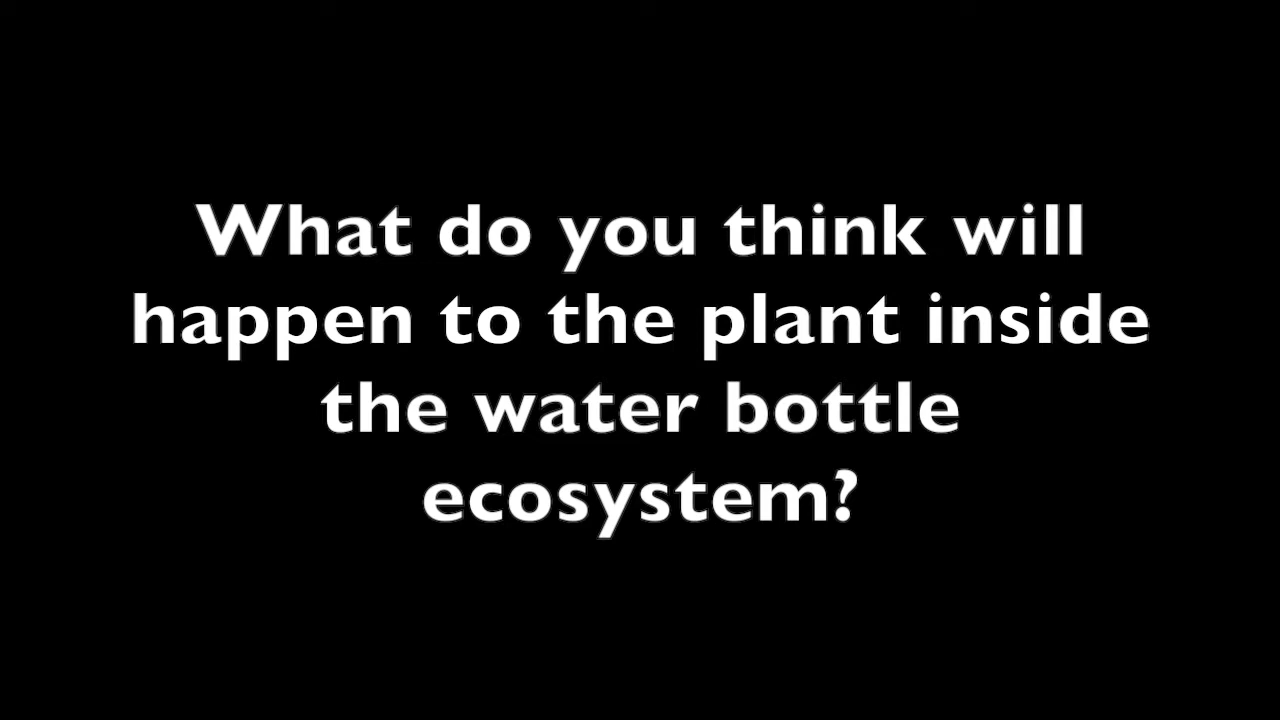 What do you think will
happen to the plant inside
the water bottle
ecosystem?